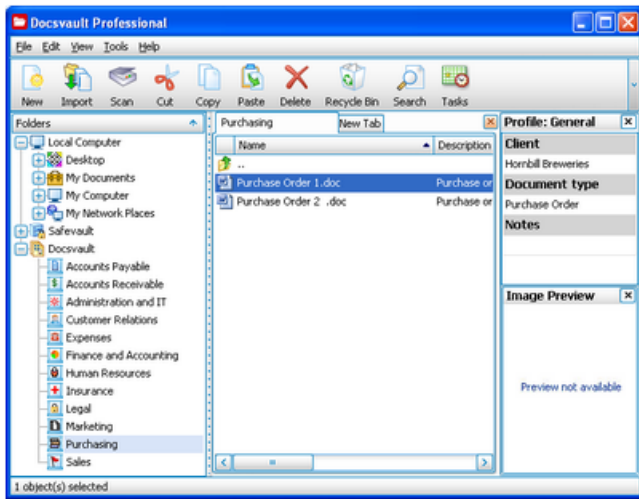 Docsvault Professional
File Edit View Tools Help
New Import Scan Cut Copy Paste Delete Recycle Bin Search Tasks
Folders
Local Computer
Desktop
My Documents
My Computer
My Network Places
Safevault
Docsvault
Accounts Payable
Accounts Receivable
Administration and IT
Customer Relations
Expenses
Finance and Accounting
Human Resources
Insurance
Legal
Marketing
Purchasing
Sales
Purchasing New Tab
Name Description
..
Purchase Order 1.doc Purchase or
Purchase Order 2 .doc Purchase or
Profile: General
Client
Hornbill Breweries
Document type
Purchase Order
Notes
Image Preview
Preview not available
1 object(s) selected